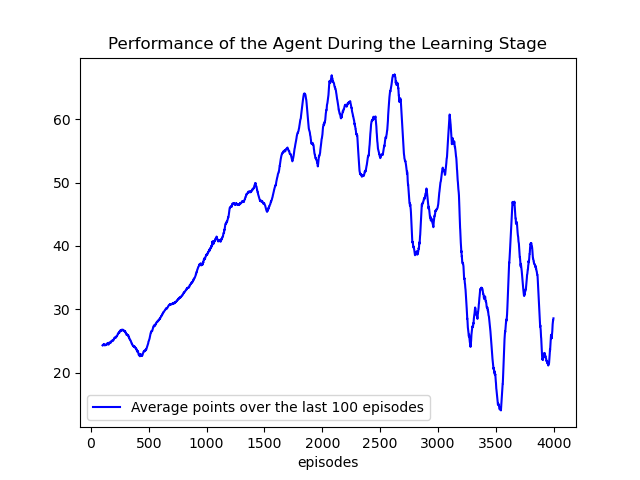 Performance of the Agent During the Learning Stage
60
50
40
30
20
Average points over the last 100 episodes
0 500 1000 1500 2000 2500 3000 3500 4000
episodes